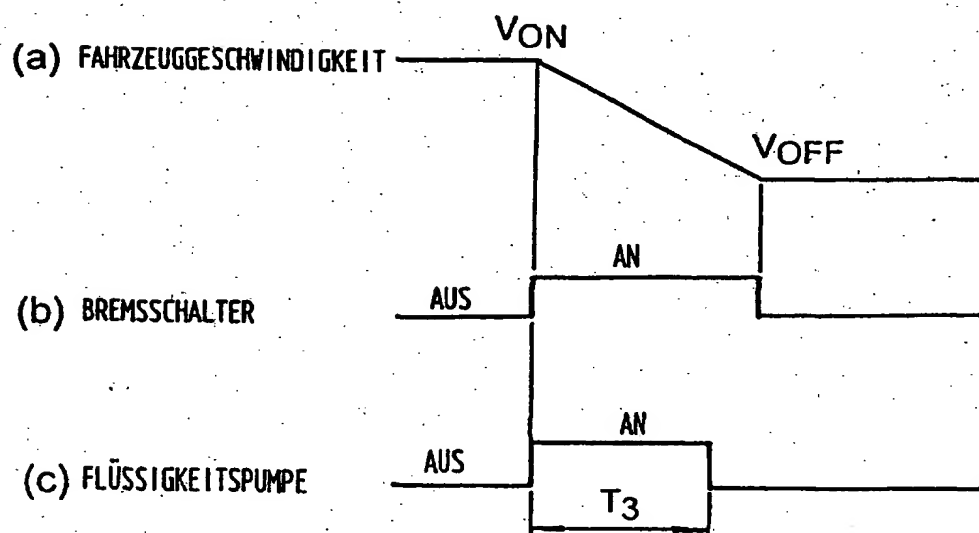 VON
(a) FAHRZEUGGESCHWINDIGKEIT
VOFF
AN
(b) BREMSSCHALTER AUS
AN
(c) FLÜSSIGKEITSPUMPE AUS
T3